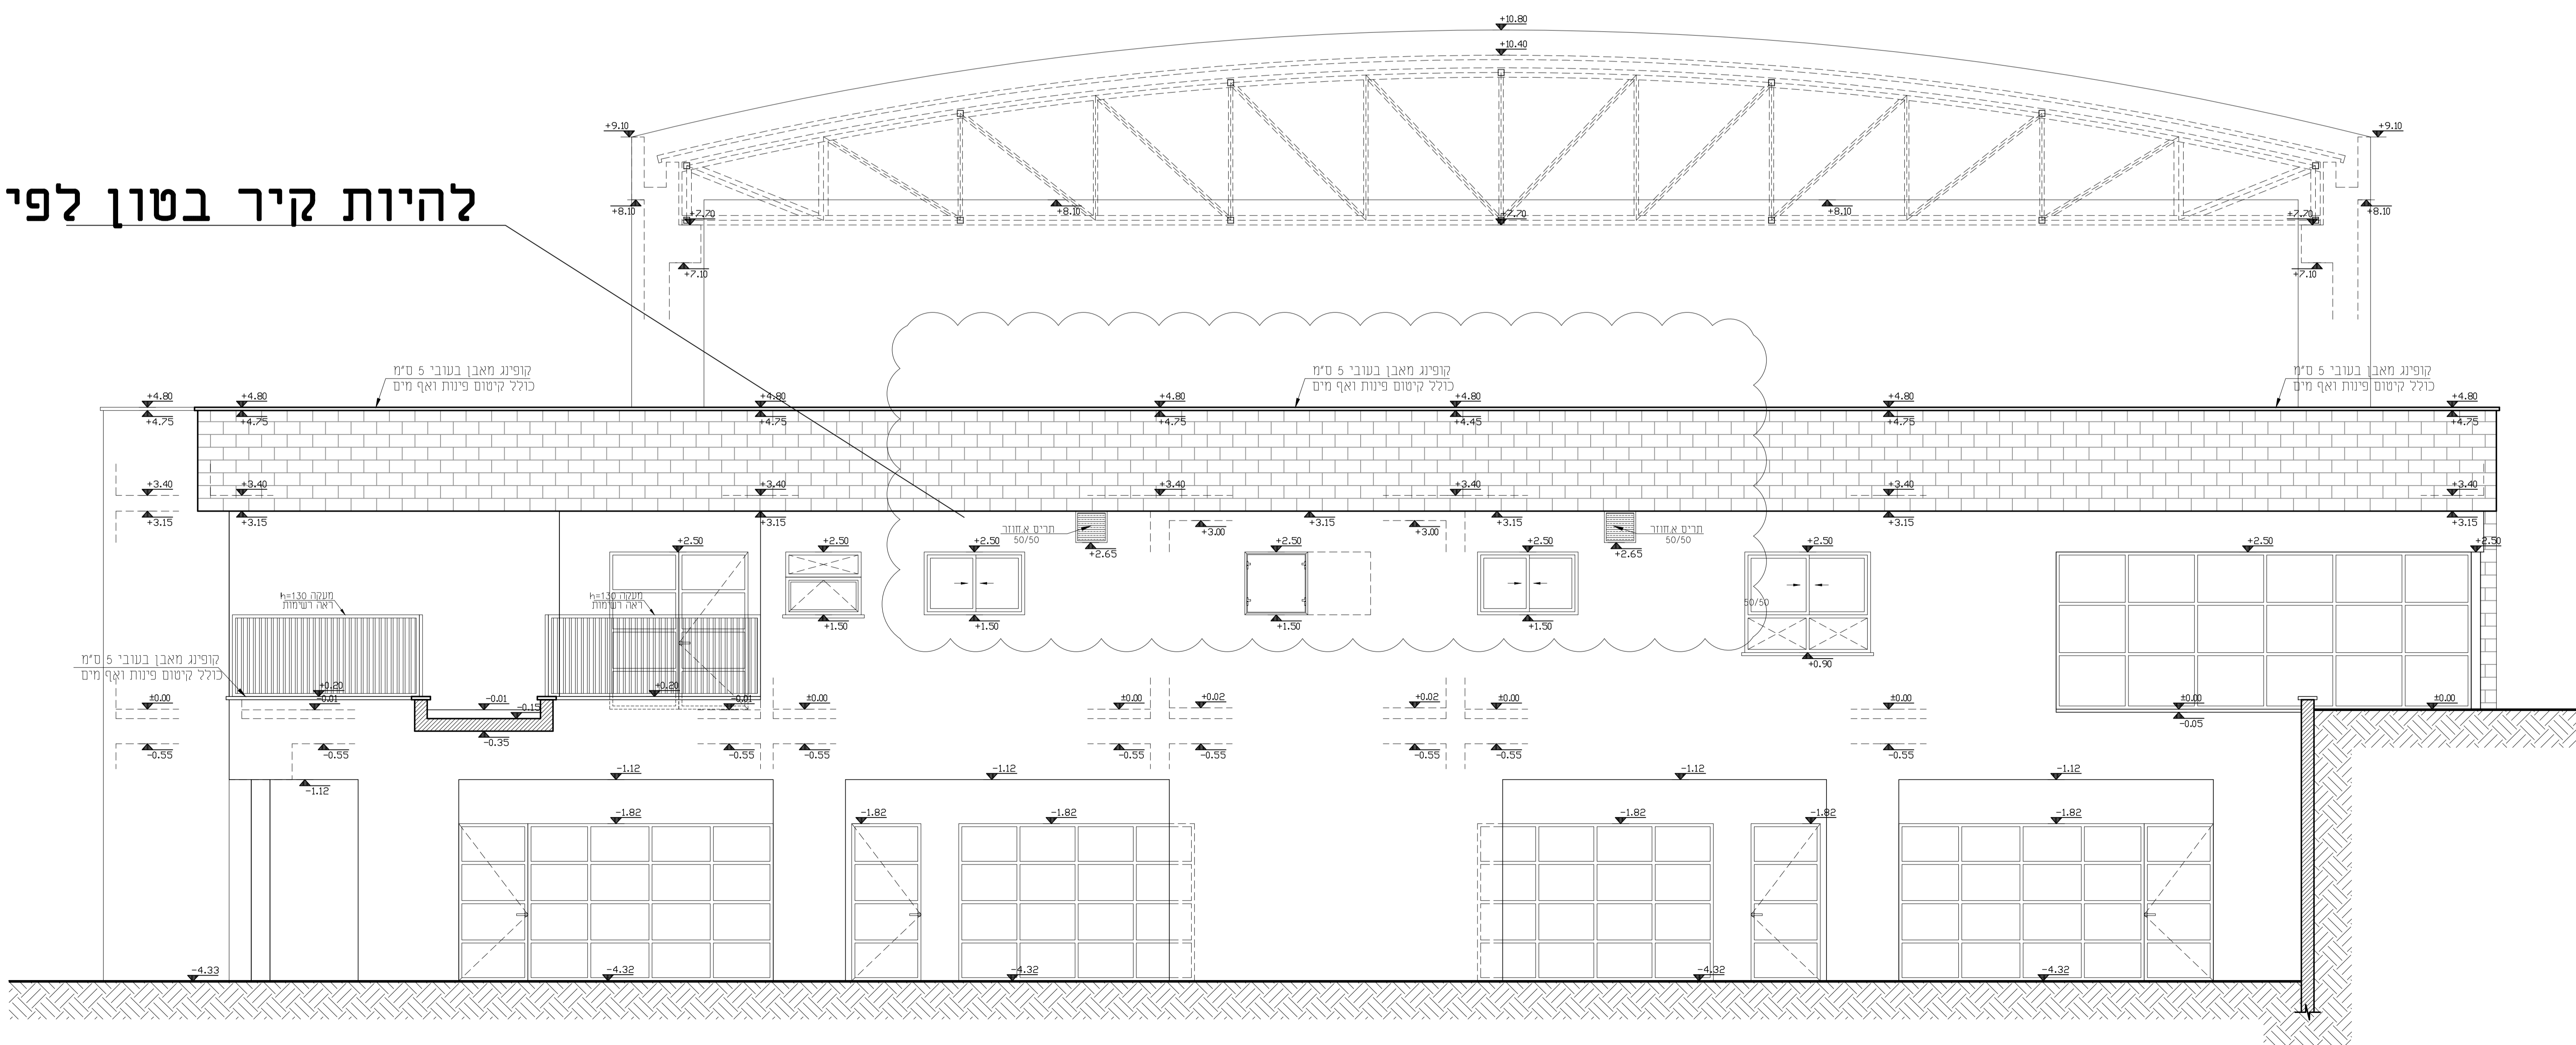 +10.80
+10.40
+9.10
+9.10
להיות קיר בטון לפי
+8.10
+7.70
+8.10
+7.70
+8.10
+7.70
+8.10
+7.10
+7.10
קופינג מאבן בעובי 5 ס"מ
כולל קיטום פינות ואף מים
קופינג מאבן בעובי 5 ס"מ
כולל קיטום פינות ואף מים
קופינג מאבן בעובי 5 ס"מ
כולל קיטום פינות ואף מים
+4.80 +4.80 +4.80 +4.80 +4.80 +4.80 +4.80
+4.75 +4.75 +4.75 +4.75 +4.45 +4.75 +4.75
+3.40 +3.40 +3.40 +3.40 +3.40 +3.40 +3.40
+3.15 +3.15 +3.15 +3.15 +3.15 +3.15 +3.15
תריס א.חוזר
50/50
+3.00 +3.00
תריס א.חוזר
50/50
+2.65 +2.65
+2.50 +2.50 +2.50 +2.50 +2.50 +2.50 +2.50 +2.50
מעקה h=130
ראה רשימות
מעקה h=130
ראה רשימות
50/50
+1.50 +1.50 +1.50 +1.50
+0.90
קופינג מאבן בעובי 5 ס"מ
כולל קיטום פינות ואף מים
+0.20 +0.20
±0.00 -0.01 -0.01 -0.01 ±0.00 ±0.00 +0.02 +0.02 ±0.00 ±0.00 ±0.00 ±0.00
-0.15
-0.05
-0.35
-0.55 -0.55 -0.55 -0.55 -0.55 -0.55 -0.55 -0.55 -0.55
-1.12 -1.12 -1.12 -1.12 -1.12
-1.82 -1.82 -1.82 -1.82 -1.82 -1.82
-4.33 -4.32 -4.32 -4.32 -4.32